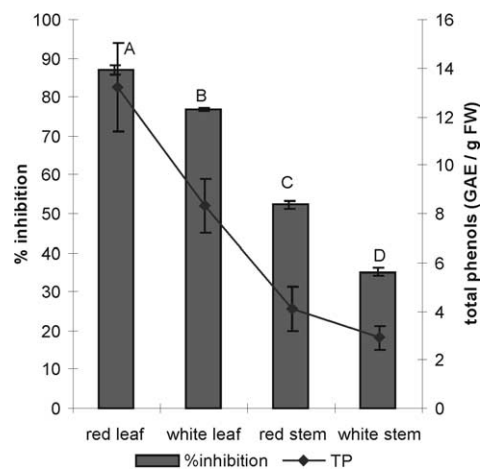 100
90
80
70
60
50
40
30
20
10
0
% inhibition
16
14
12
10
8
6
4
2
0
total phenols (GAE / g FW)
A
B
C
D
red leaf white leaf red stem white stem
%inhibition TP